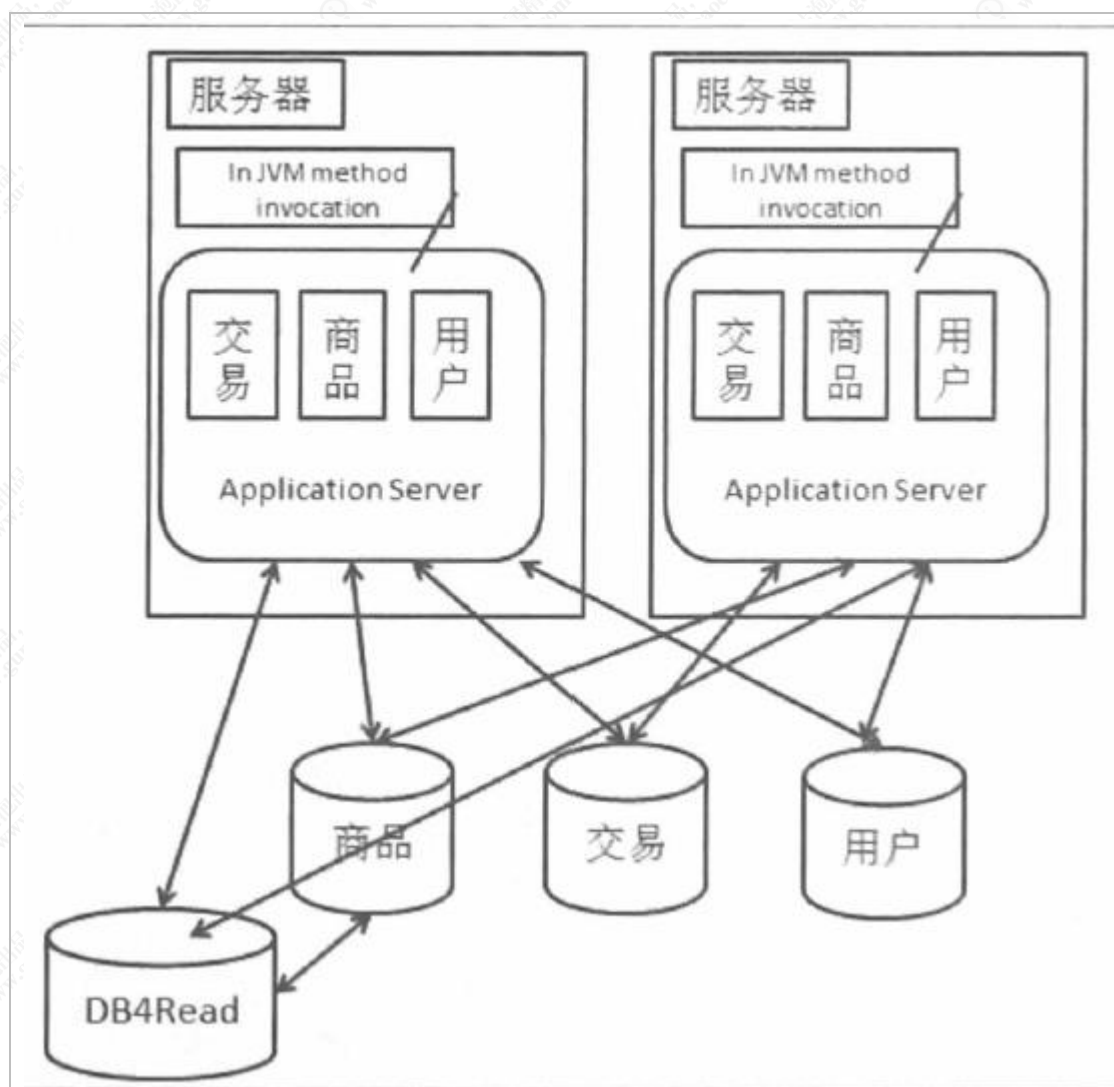 服务器
In JVM method
invocation
交易
商品
用户
Application Server
服务器
In JVM method
invocation
交易
商品
用户
Application Server
商品
交易
用户
DB4Read